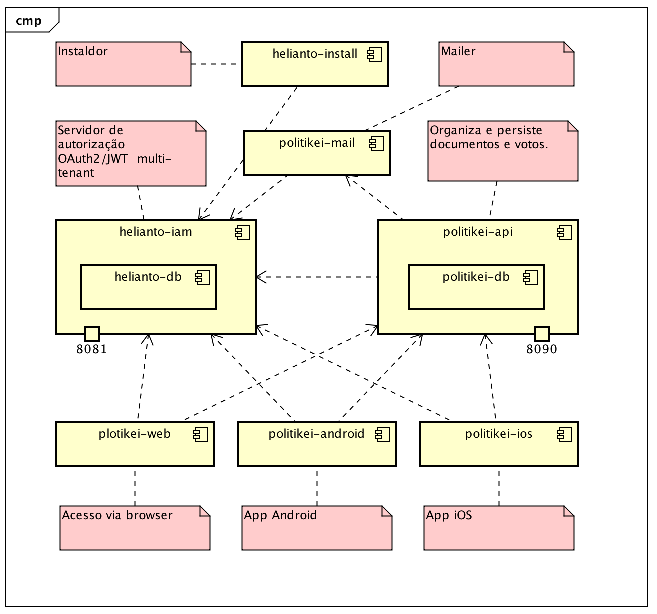 cmp
Instaldor
helianto-install
Mailer
Servidor de
autorização
OAuth2/JWT multi-
tenant
politikei-mail
Organiza e persiste
documentos e votos.
helianto-iam
politikei-api
helianto-db
politikei-db
8081
8090
plotikei-web
politikei-android
politikei-ios
Acesso via browser
App Android
App iOS